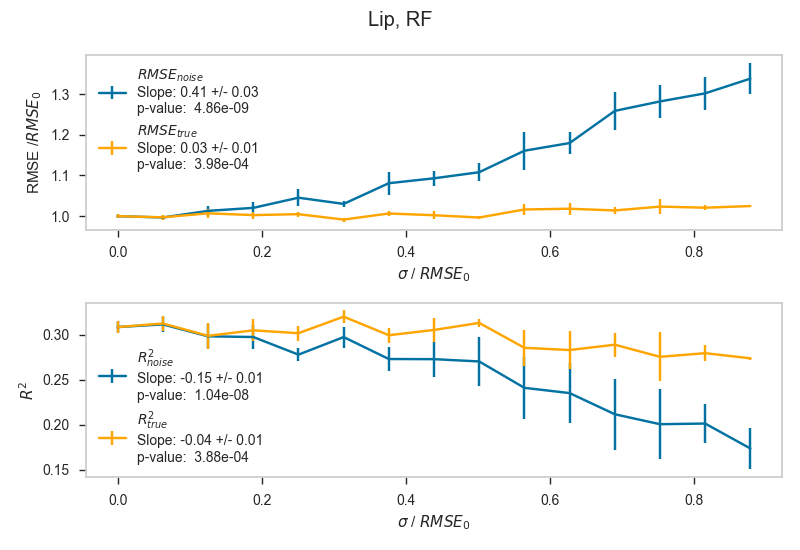 Lip, RF
RMSE /RMSE₀
1.3
1.2
1.1
1.0
RMSE_noise
Slope: 0.41 +/- 0.03
p-value: 4.86e-09
RMSE_true
Slope: 0.03 +/- 0.01
p-value: 3.98e-04
0.0 0.2 0.4 0.6 0.8
σ / RMSE₀
R²
0.30
0.25
0.20
0.15
R²_noise
Slope: -0.15 +/- 0.01
p-value: 1.04e-08
R²_true
Slope: -0.04 +/- 0.01
p-value: 3.88e-04
0.0 0.2 0.4 0.6 0.8
σ / RMSE₀